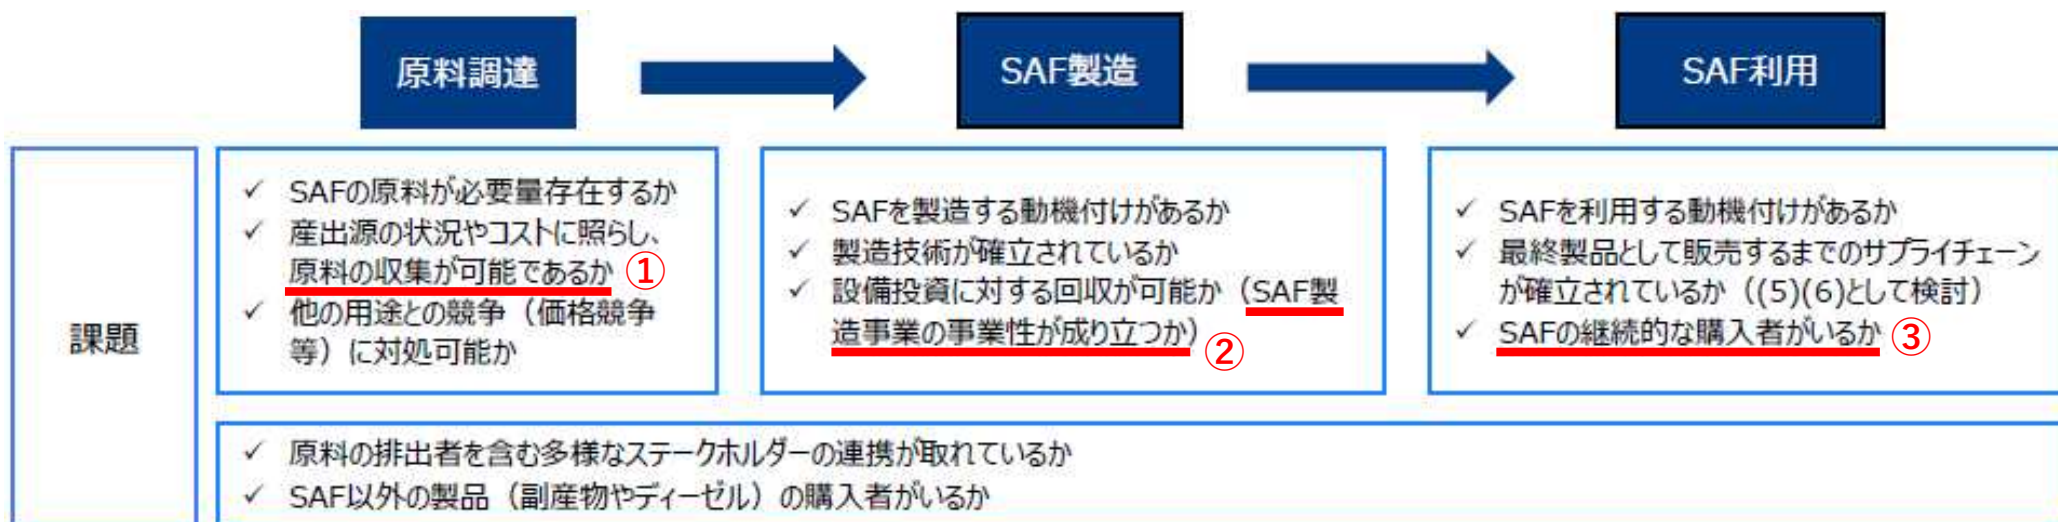 原料調達
SAF製造
SAF利用
課題
✓ SAFの原料が必要量存在するか
✓ 産出源の状況やコストに照らし、
原料の収集が可能であるか ①
✓ 他の用途との競争（価格競争
等）に対処可能か
✓ SAFを製造する動機付けがあるか
✓ 製造技術が確立されているか
✓ 設備投資に対する回収が可能か（SAF製
造事業の事業性が成り立つか） ②
✓ SAFを利用する動機付けがあるか
✓ 最終製品として販売するまでのサプライチェーン
が確立されているか（(5)(6)として検討）
✓ SAFの継続的な購入者がいるか ③
✓ 原料の排出者を含む多様なステークホルダーの連携が取れているか
✓ SAF以外の製品（副産物やディーゼル）の購入者がいるか